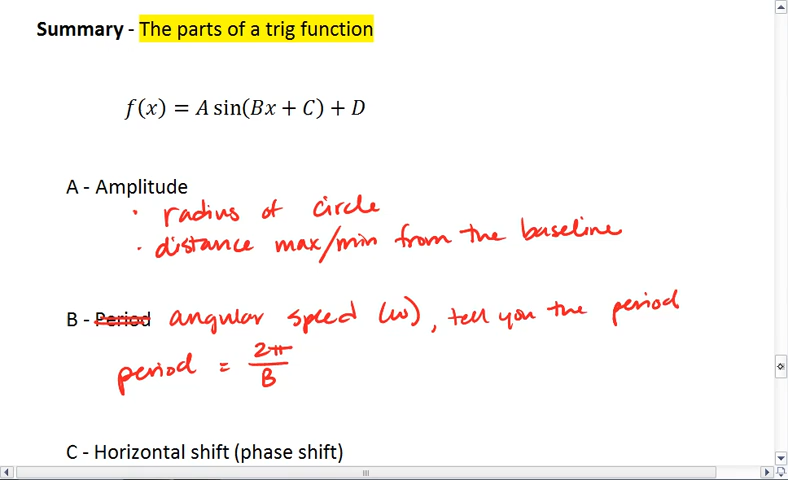 Summary - The parts of a trig function
f(x) = A sin(Bx + C) + D
A - Amplitude
· radius of circle
· distance max/min from the baseline
B - Period angular speed (ω), tell you the period
period = 2π/B
C - Horizontal shift (phase shift)